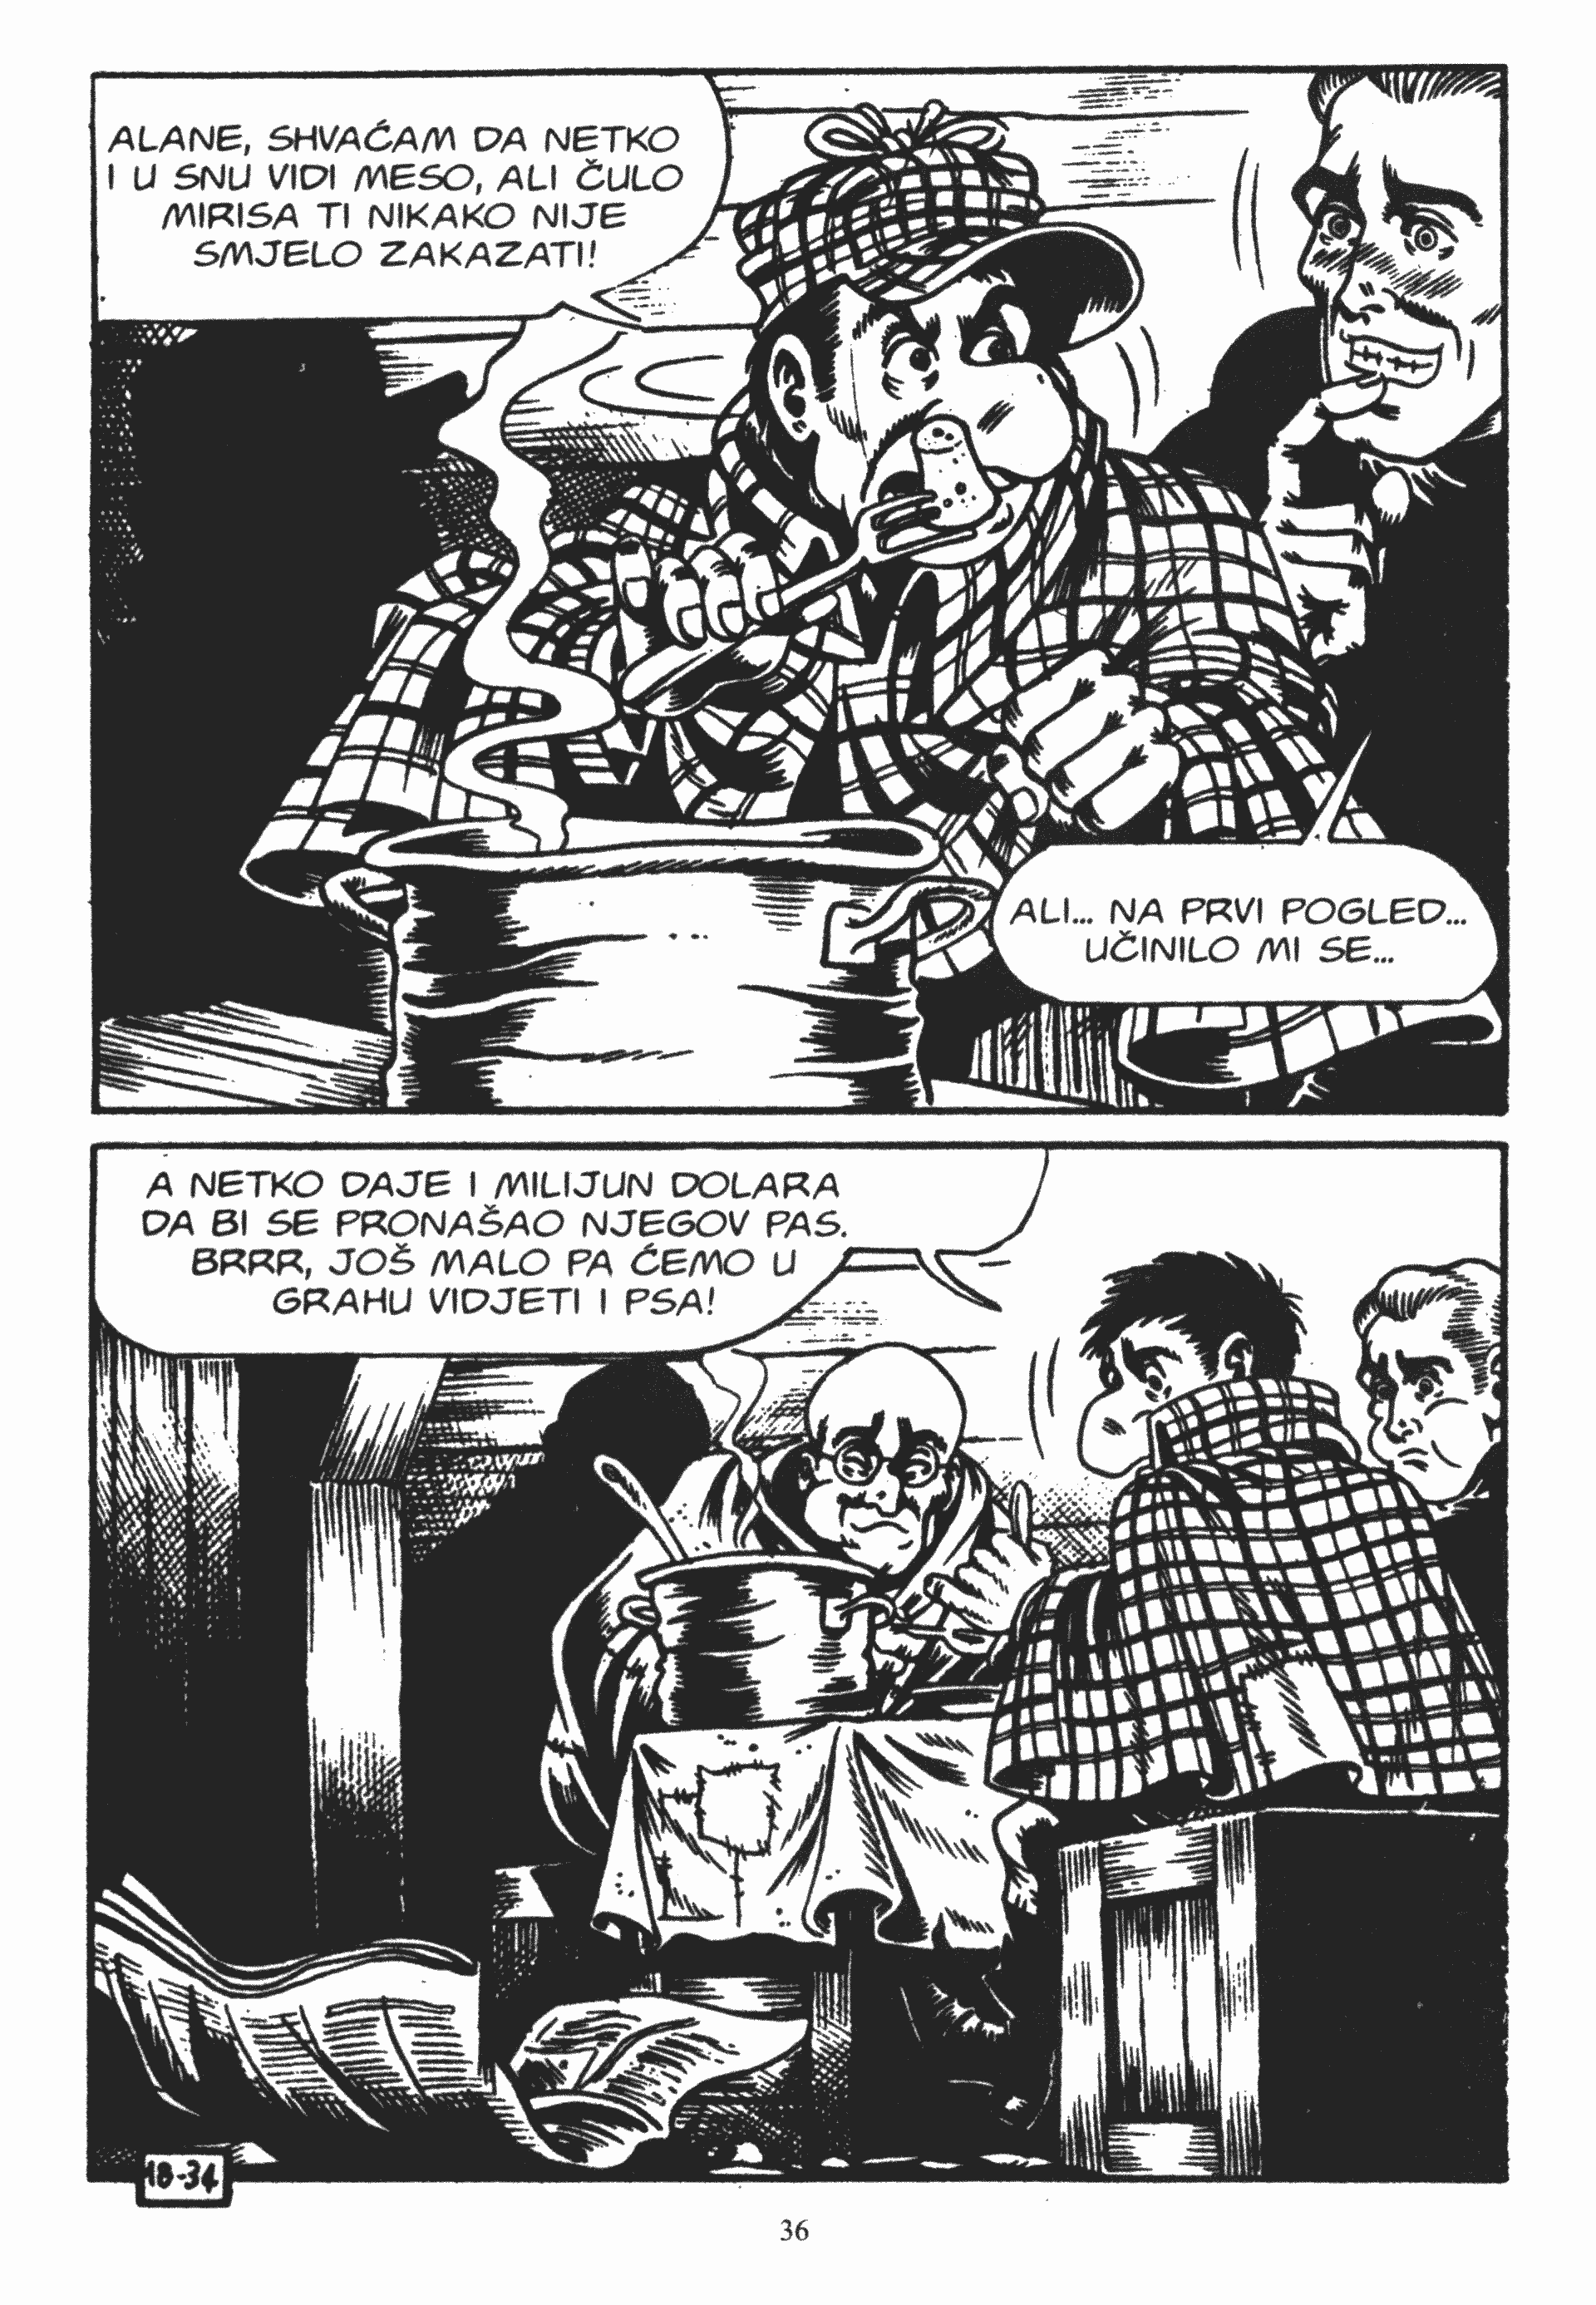 ALANE, SHVAĆAM DA NETKO
I U SNU VIDI MESO, ALI ČULO
MIRISA TI NIKAKO NIJE
SMJELO ZAKAZATI!
ALI... NA PRVI POGLED...
UČINILO MI SE...
A NETKO DAJE I MILIJUN DOLARA
DA BI SE PRONAŠAO NJEGOV PAS.
BRRR, JOŠ MALO PA ĆEMO U
GRAHU VIDJETI I PSA!
18-34
36